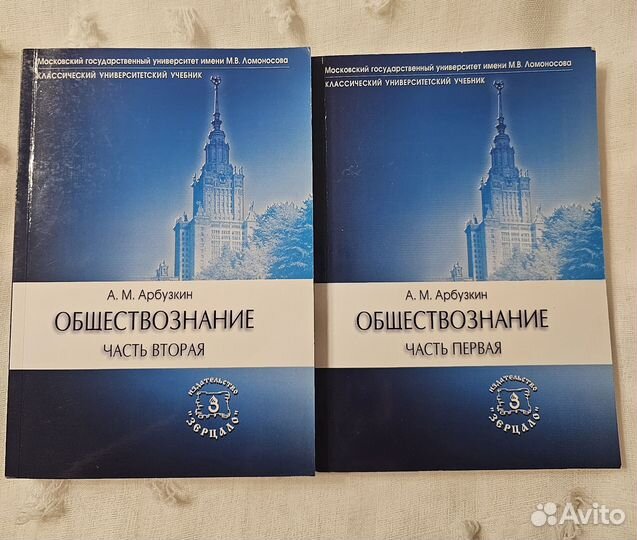 Московский государственный университет имени М.В. Ломоносова
КЛАССИЧЕСКИЙ УНИВЕРСИТЕТСКИЙ УЧЕБНИК
А. М. Арбузкин
ОБЩЕСТВОЗНАНИЕ
ЧАСТЬ ВТОРАЯ
ИЗДАТЕЛЬСТВО
"ЗЕРЦАЛО"
Московский государственный университет имени М.В. Ломоносова
КЛАССИЧЕСКИЙ УНИВЕРСИТЕТСКИЙ УЧЕБНИК
А. М. Арбузкин
ОБЩЕСТВОЗНАНИЕ
ЧАСТЬ ПЕРВАЯ
ИЗДАТЕЛЬСТВО
"ЗЕРЦАЛО"
Avito